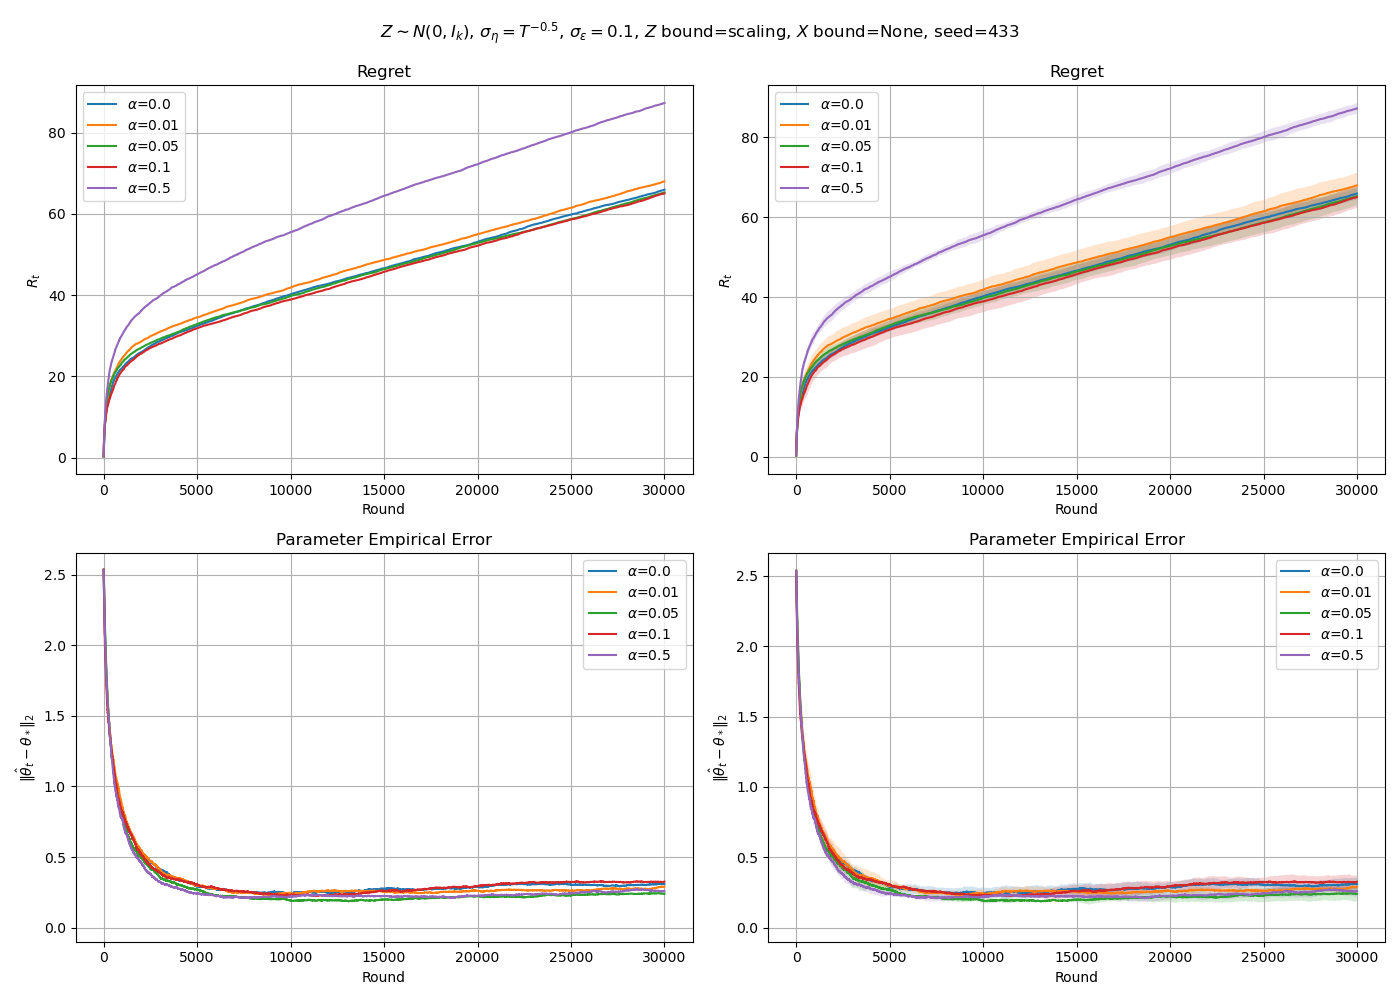 Z ∼ N(0, I_k), σ_η = T^{−0.5}, σ_ε = 0.1, Z bound=scaling, X bound=None, seed=433
Regret
α=0.0
α=0.01
α=0.05
α=0.1
α=0.5
R_t
80
60
40
20
0
0 5000 10000 15000 20000 25000 30000
Round
Regret
α=0.0
α=0.01
α=0.05
α=0.1
α=0.5
R_t
80
60
40
20
0
0 5000 10000 15000 20000 25000 30000
Round
Parameter Empirical Error
α=0.0
α=0.01
α=0.05
α=0.1
α=0.5
‖θ̂_t − θ_*‖_2
2.5
2.0
1.5
1.0
0.5
0.0
0 5000 10000 15000 20000 25000 30000
Round
Parameter Empirical Error
α=0.0
α=0.01
α=0.05
α=0.1
α=0.5
‖θ̂_t − θ_*‖_2
2.5
2.0
1.5
1.0
0.5
0.0
0 5000 10000 15000 20000 25000 30000
Round